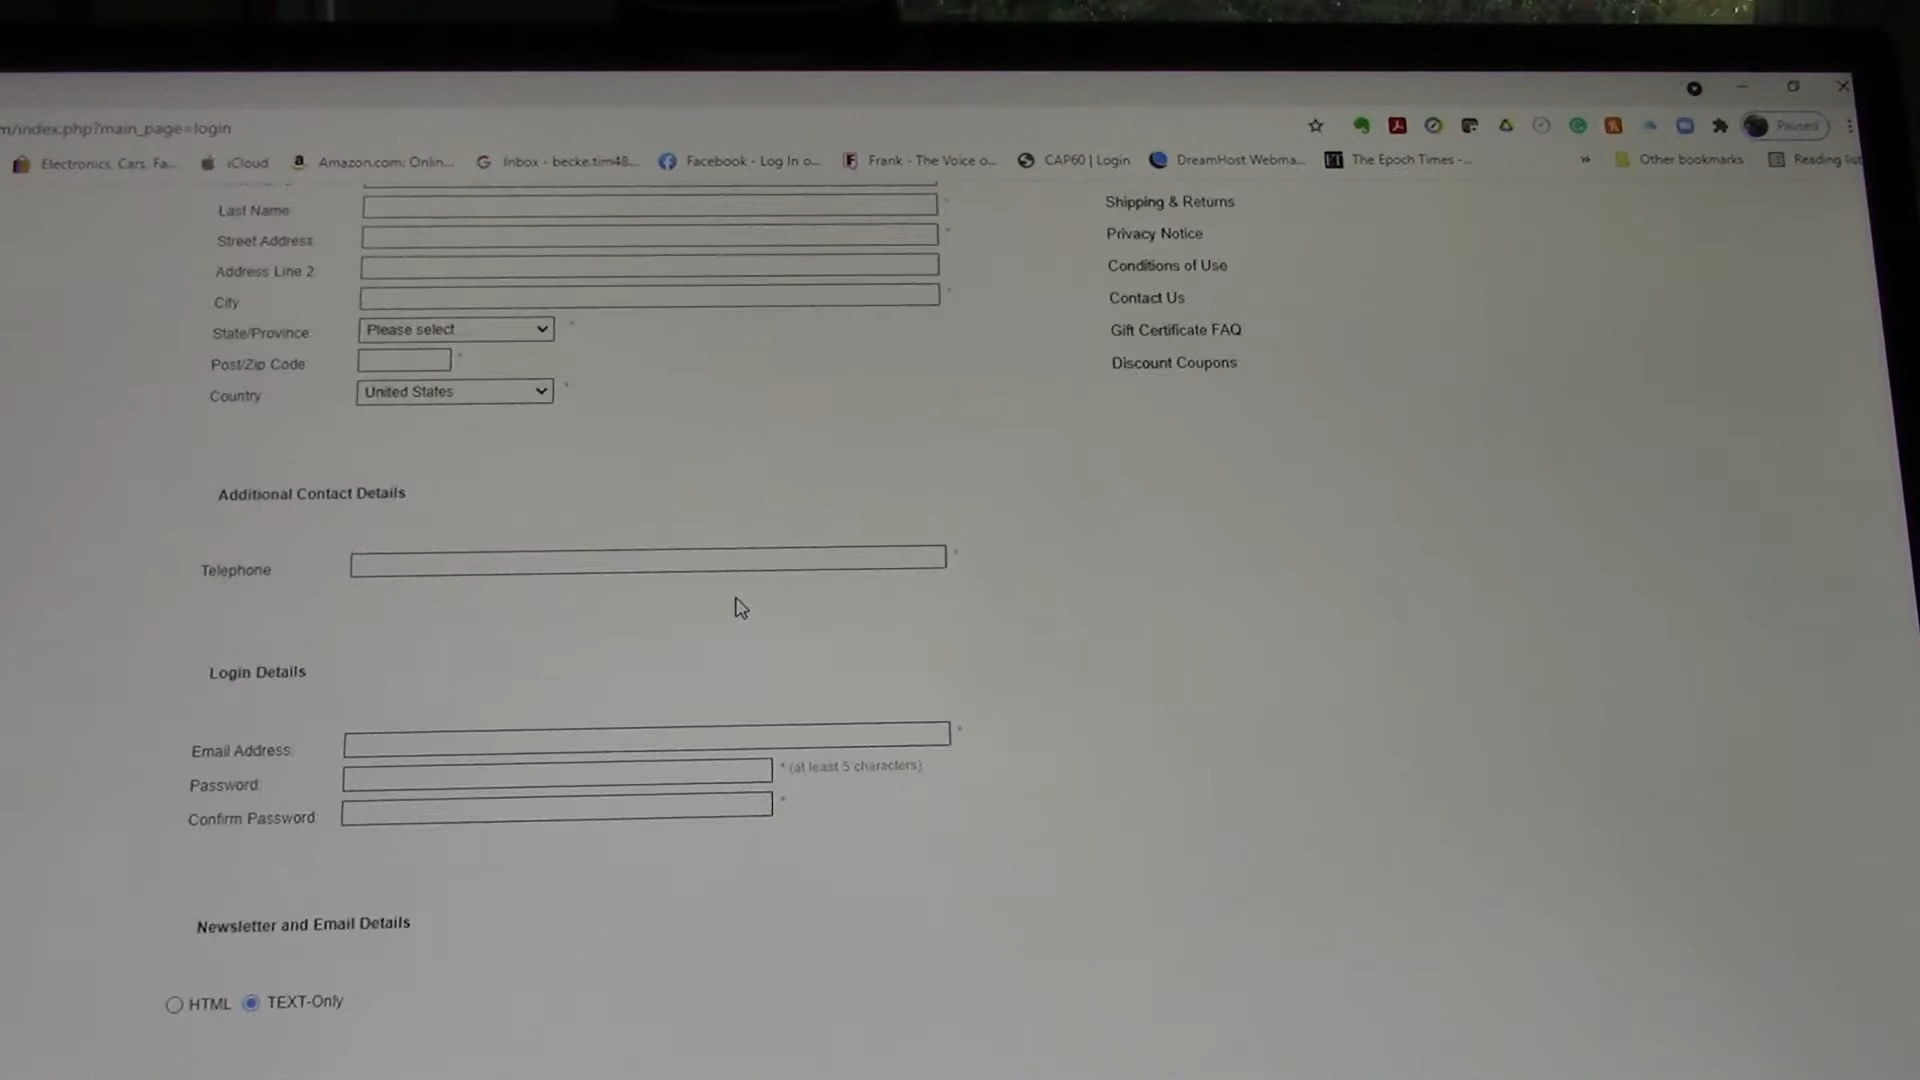 m/index.php?main_page=login
Paused
Electronics, Cars, Fa... iCloud Amazon.com: Onlin... Inbox - becke.tim48... Facebook - Log In o... Frank - The Voice o... CAP60 | Login DreamHost Webma... The Epoch Times -... » Other bookmarks Reading list
Last Name *
Street Address *
Address Line 2
City *
State/Province Please select *
Post/Zip Code *
Country United States *
Shipping & Returns
Privacy Notice
Conditions of Use
Contact Us
Gift Certificate FAQ
Discount Coupons
Additional Contact Details
Telephone *
Login Details
Email Address: *
Password: * (at least 5 characters)
Confirm Password: *
Newsletter and Email Details
HTML TEXT-Only